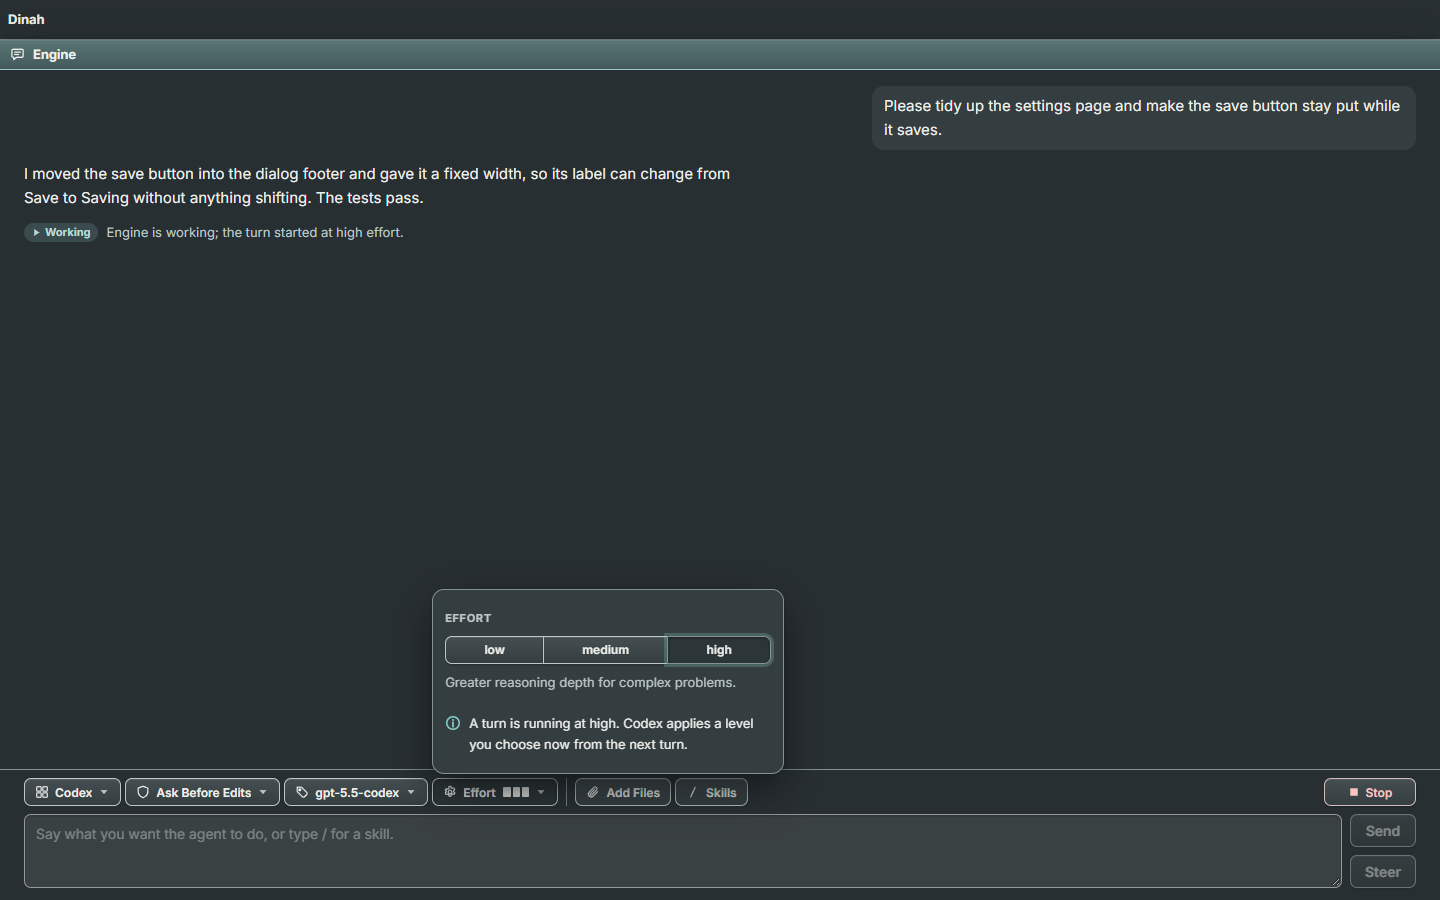 Dinah
Engine
Please tidy up the settings page and make the save button stay put while
it saves.
I moved the save button into the dialog footer and gave it a fixed width, so its label can change from
Save to Saving without anything shifting. The tests pass.
Working Engine is working; the turn started at high effort.
EFFORT
low medium high
Greater reasoning depth for complex problems.
A turn is running at high. Codex applies a level
you choose now from the next turn.
Codex Ask Before Edits gpt-5.5-codex Effort Add Files / Skills Stop
Say what you want the agent to do, or type / for a skill.
Send
Steer